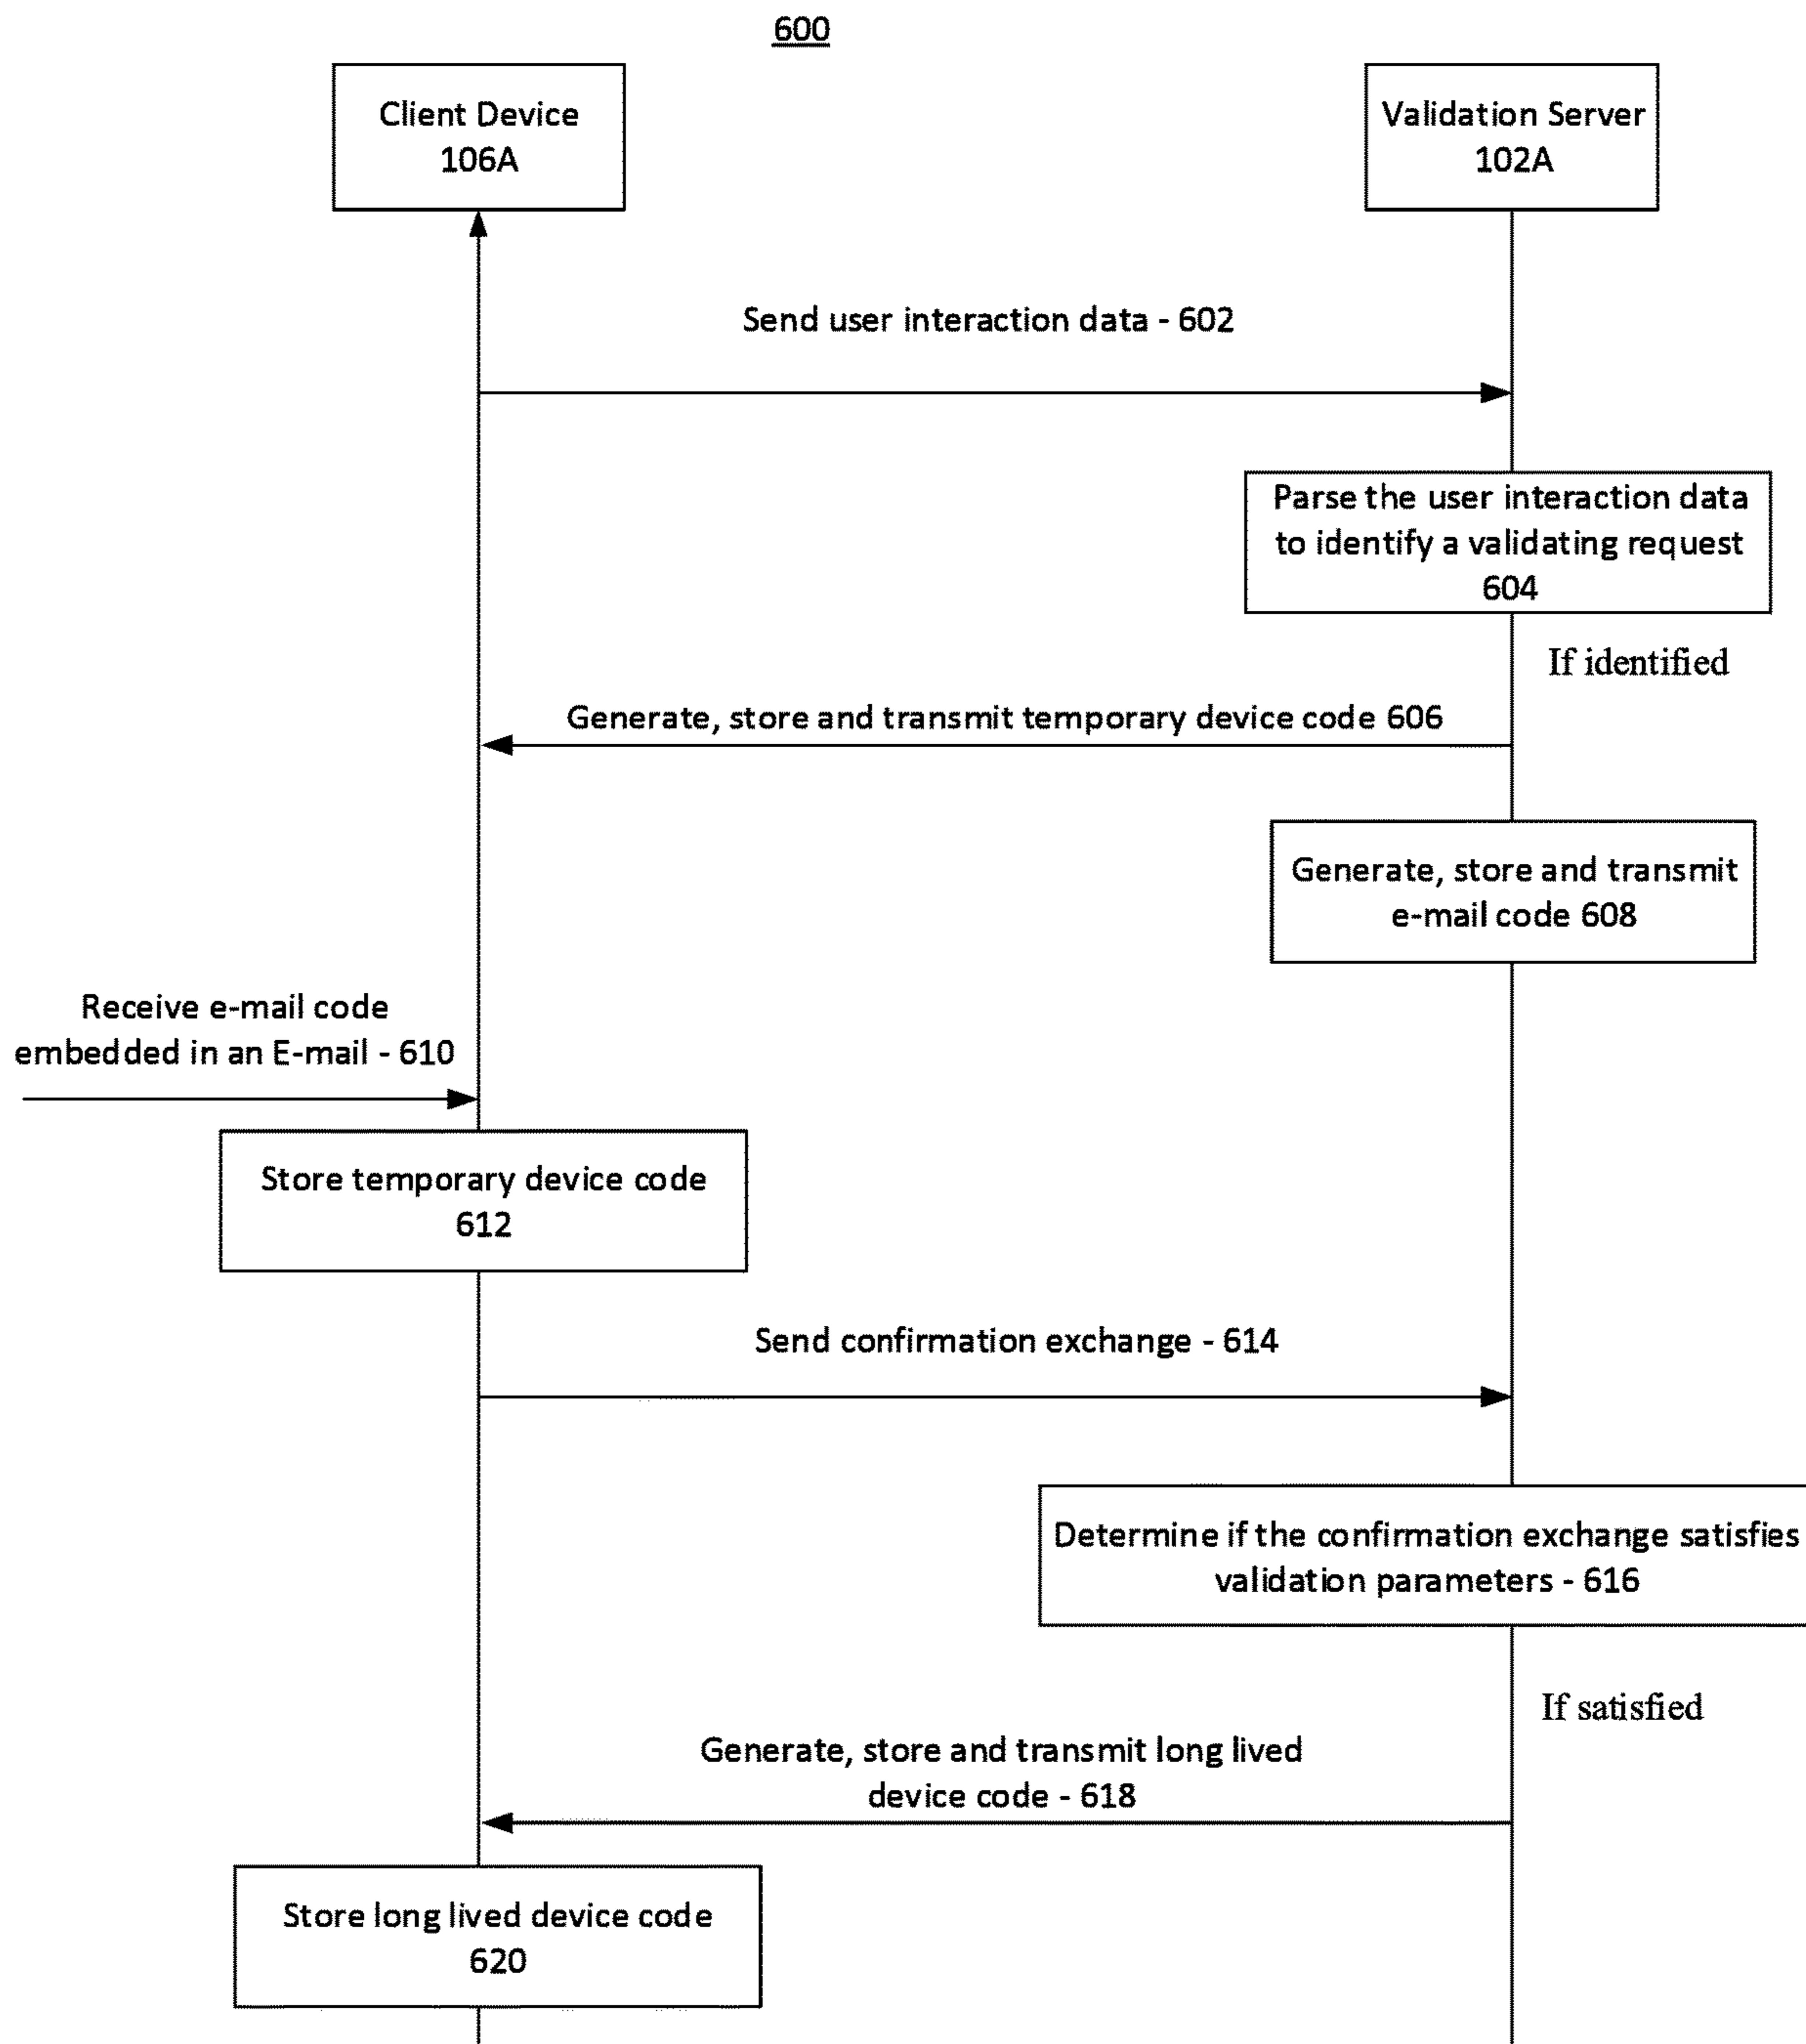 600
Client Device
106A
Validation Server
102A
Send user interaction data - 602
Parse the user interaction data
to identify a validating request
604
If identified
Generate, store and transmit temporary device code 606
Generate, store and transmit
e-mail code 608
Receive e-mail code
embedded in an E-mail - 610
Store temporary device code
612
Send confirmation exchange - 614
Determine if the confirmation exchange satisfies
validation parameters - 616
If satisfied
Generate, store and transmit long lived
device code - 618
Store long lived device code
620